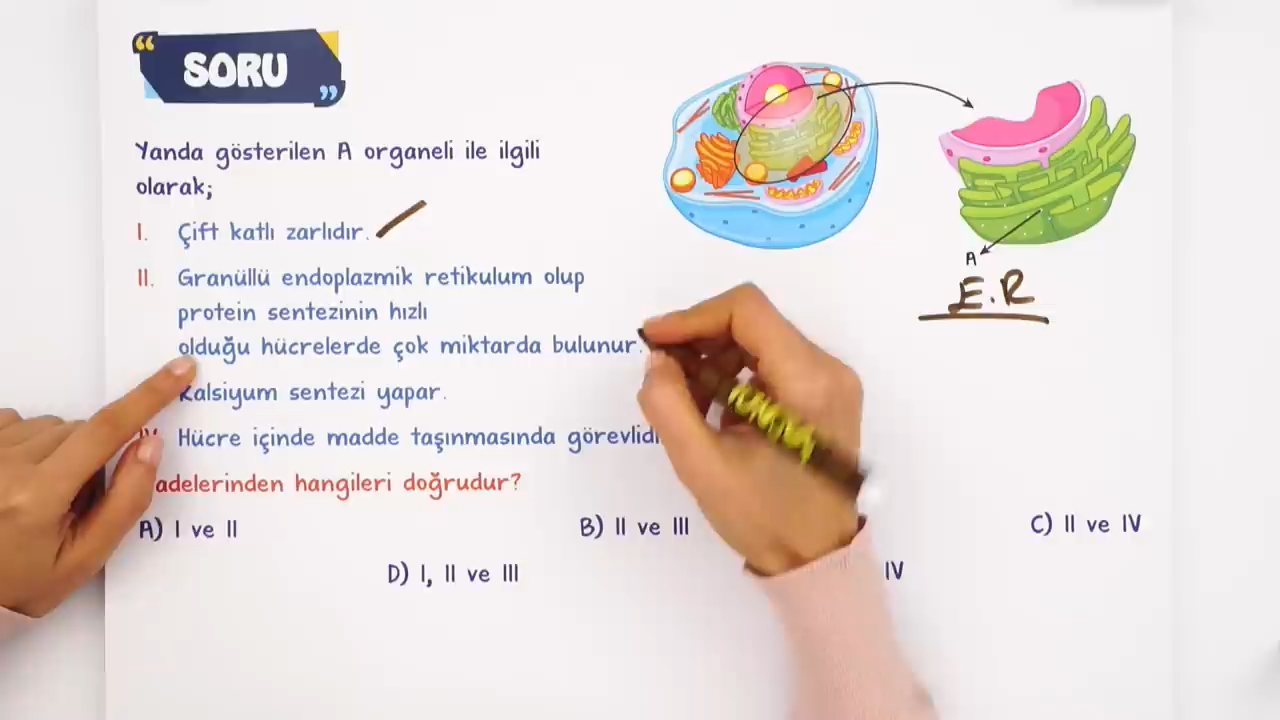 SORU
Yanda gösterilen A organeli ile ilgili
olarak;
I. Çift katlı zarlıdır.
II. Granüllü endoplazmik retikulum olup
protein sentezinin hızlı
olduğu hücrelerde çok miktarda bulunur.
Kalsiyum sentezi yapar.
IV. Hücre içinde madde taşınmasında görevlidi
adelerinden hangileri doğrudur?
A) I ve II
B) II ve III
C) II ve IV
D) I, II ve III
IV
A
E.R